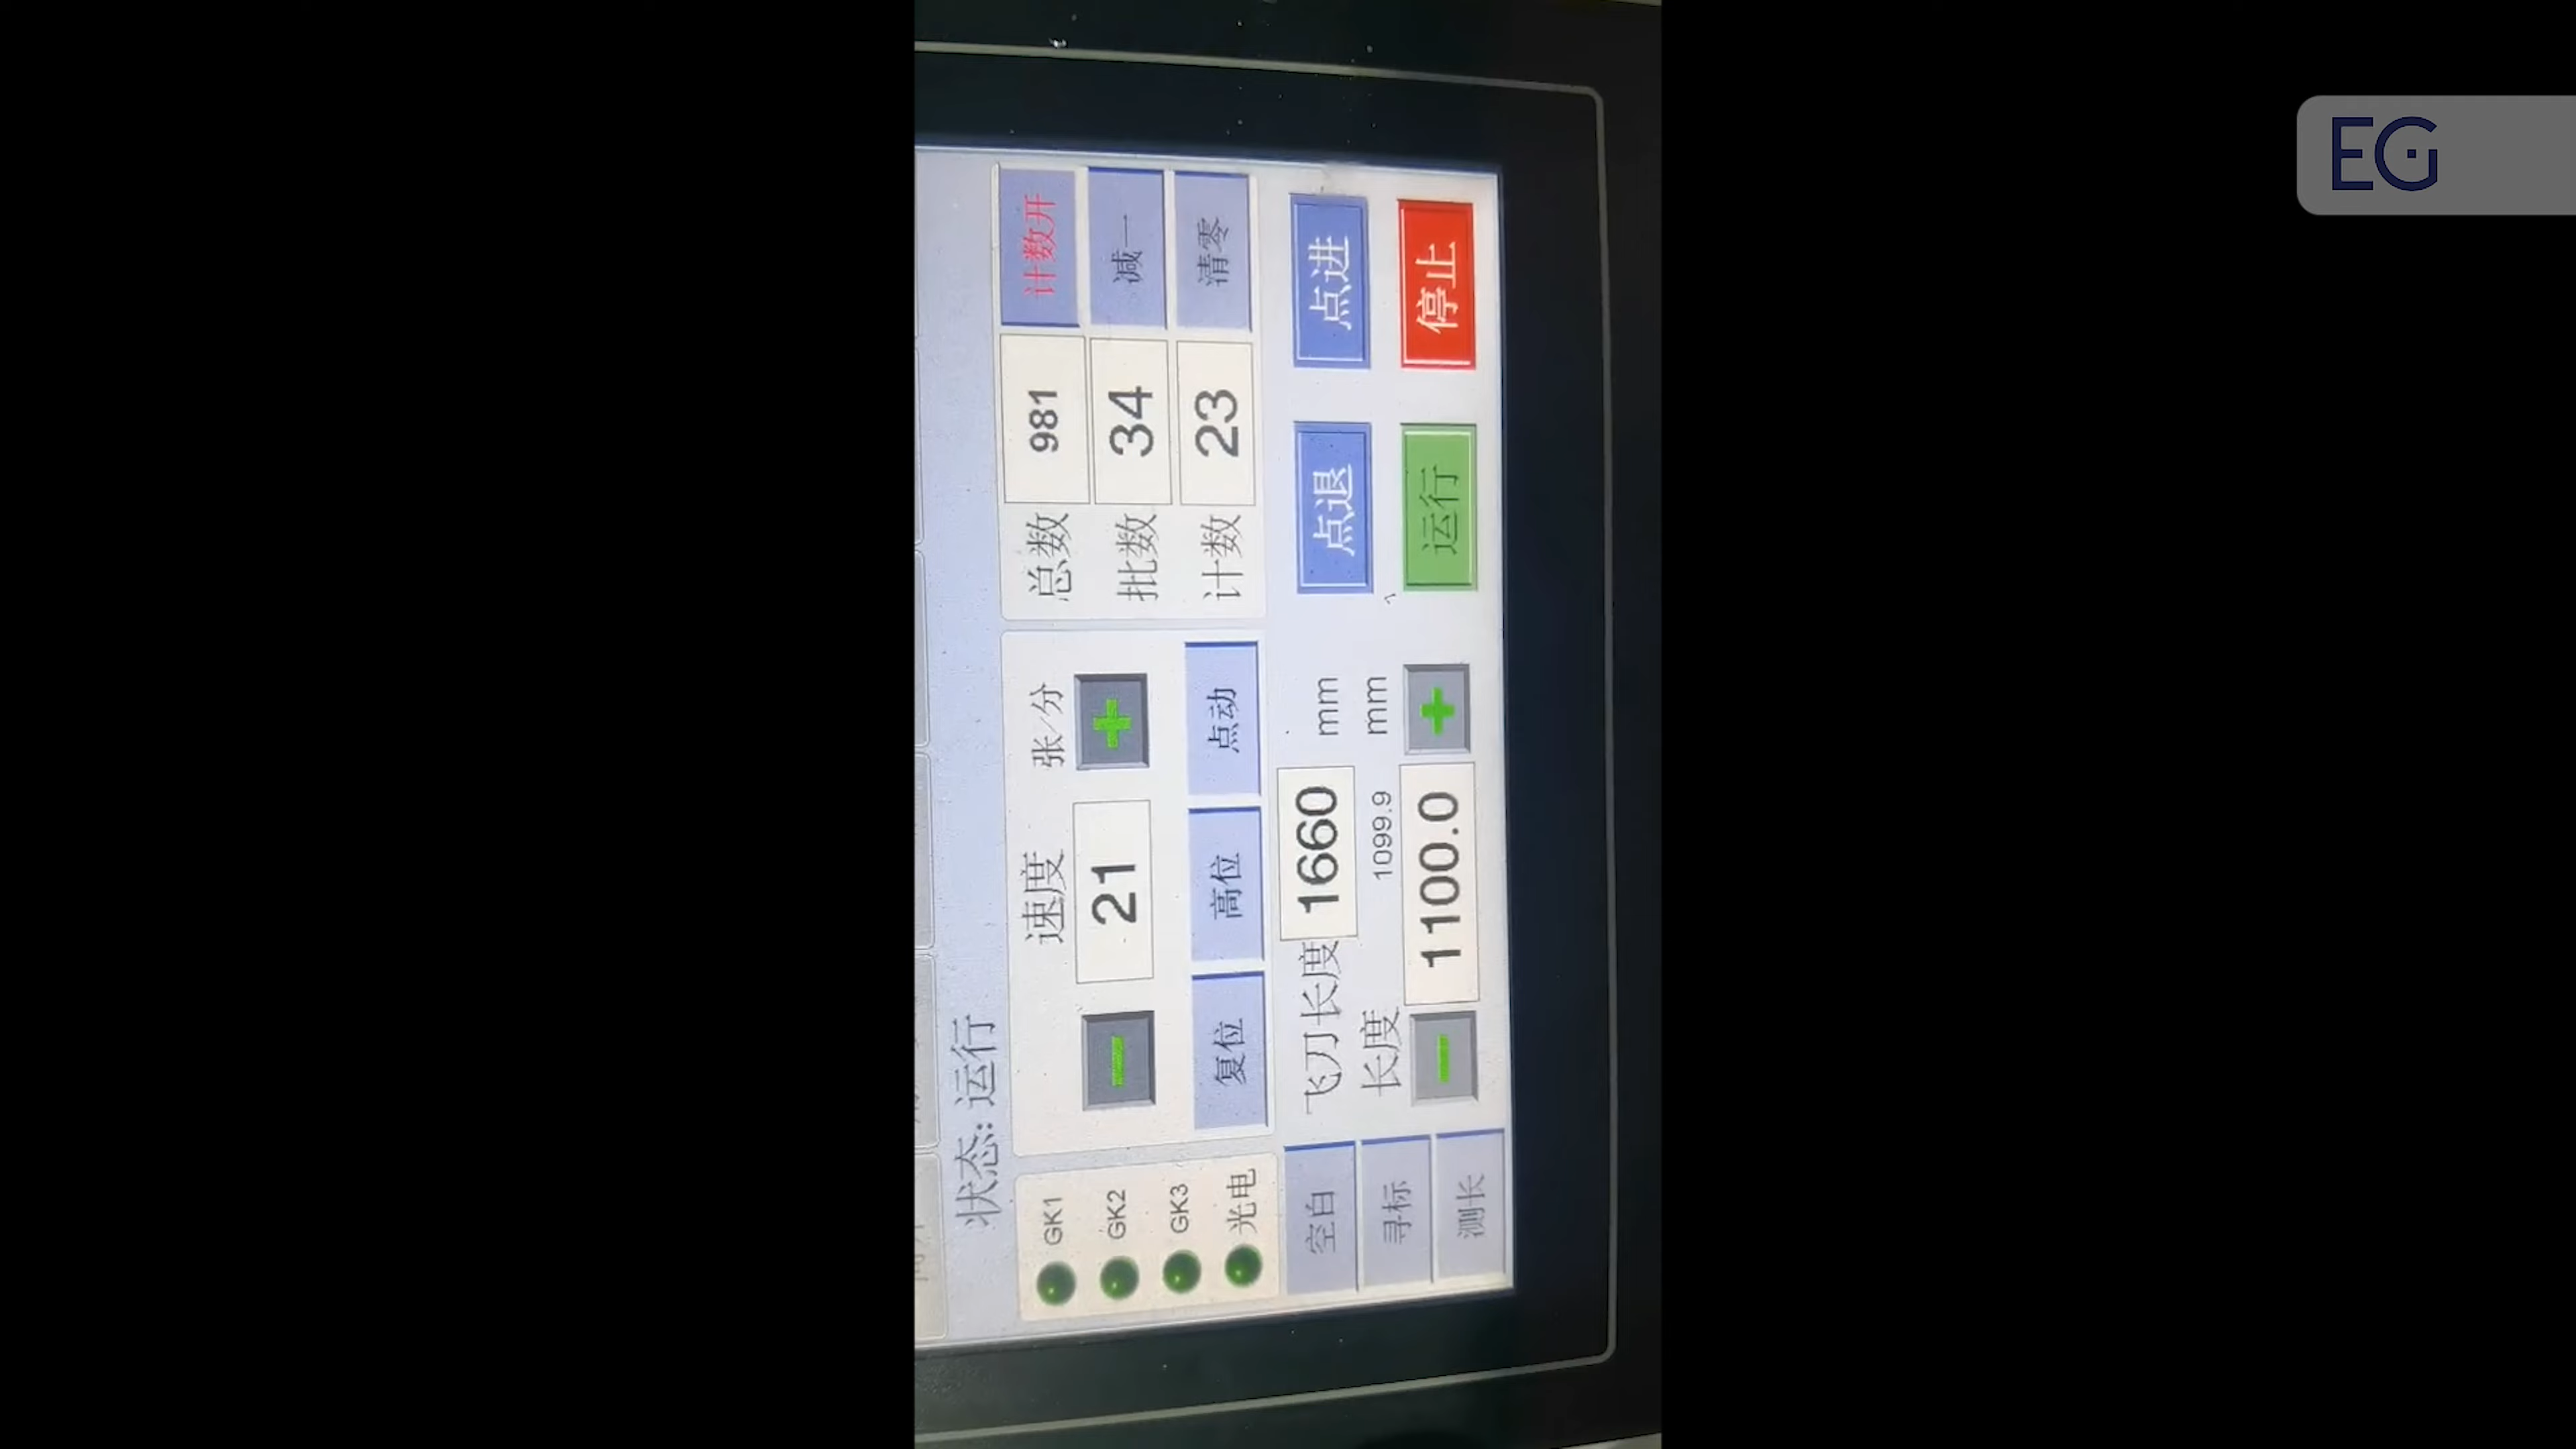 状态: 运行
GK1
GK2
GK3
光电
速度
张/分
21
复位
高位
点动
总数
981
计数开
批数
34
减一
计数
23
清零
空白
寻标
测长
飞刀长度
1660
mm
长度
1099.9
mm
1100.0
点退
点进
运行
停止
EG